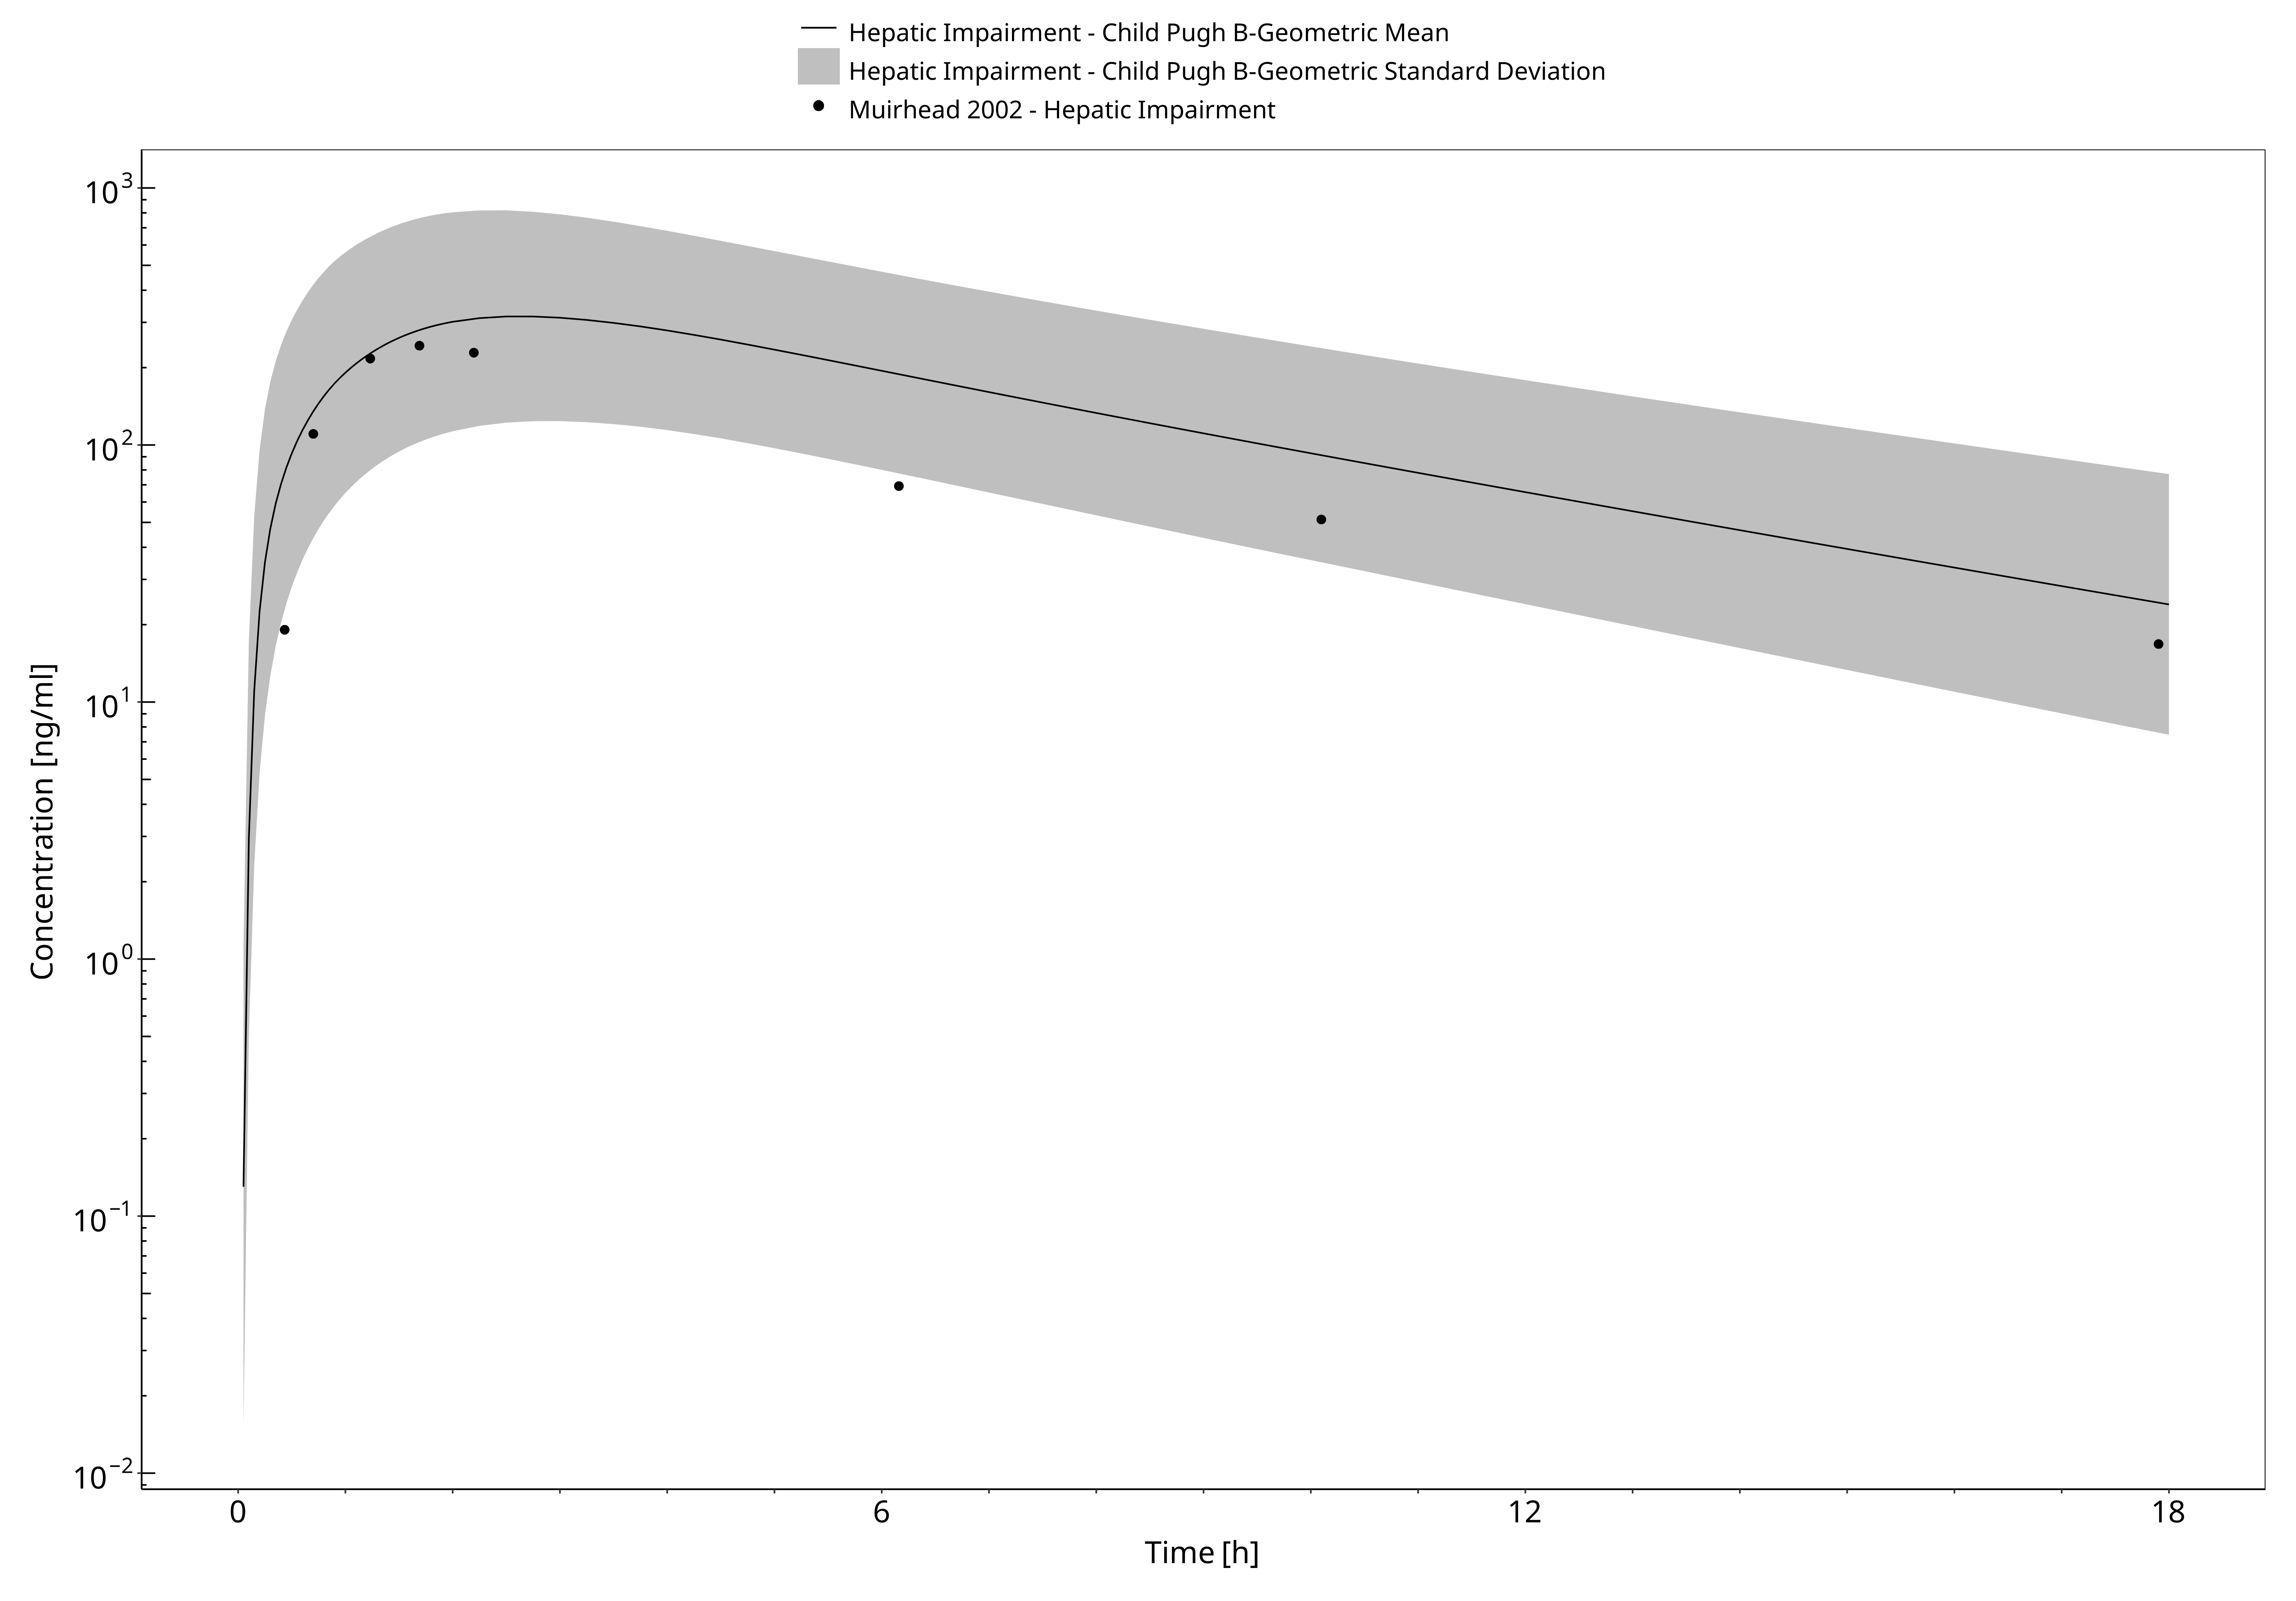 Hepatic Impairment - Child Pugh B-Geometric Mean
Hepatic Impairment - Child Pugh B-Geometric Standard Deviation
Muirhead 2002 - Hepatic Impairment
10³
10²
10¹
10⁰
10⁻¹
10⁻²
Concentration [ng/ml]
0 6 12 18
Time [h]